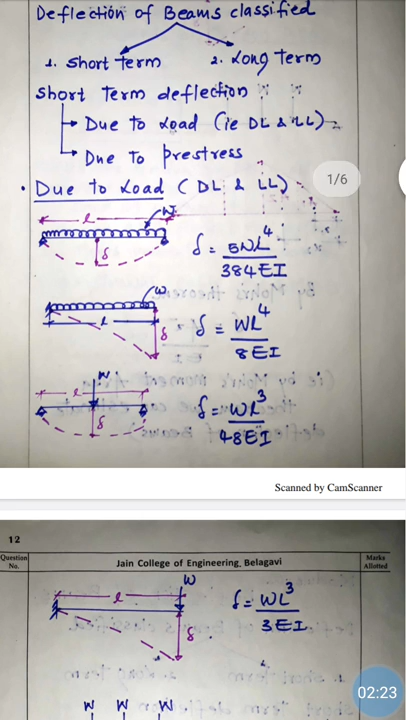 Deflection of Beams classified
1. Short term 2. Long Term
Short Term deflection
Due to Load (ie DL & LL)
Due To prestress
• Due to Load (DL & LL)
1/6
l W
δ
δ = 5WL⁴
384EI
W
l δ
δ = WL⁴
8EI
W
l
δ
δ = WL³
48EI
Scanned by CamScanner
12
Question No. Jain College of Engineering, Belagavi Marks Allotted
W
l
δ
δ = WL³
3EI
02:23
W W W